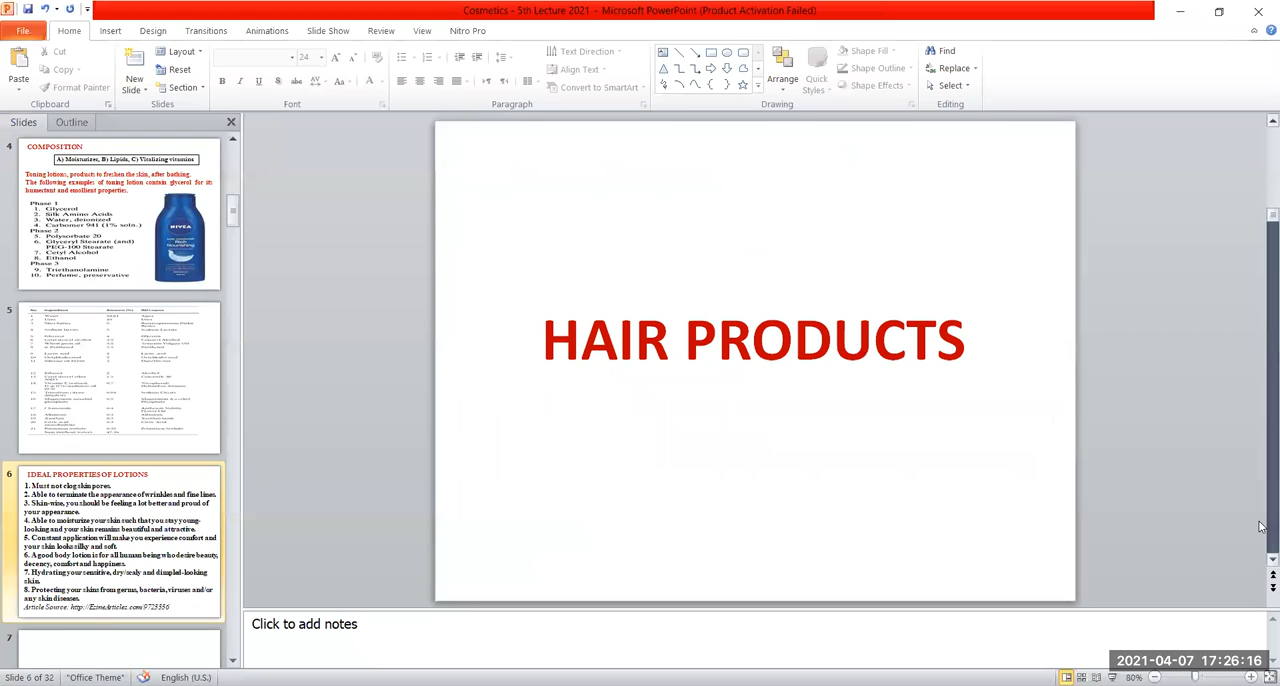 Cosmetics - 5th Lecture 2021 - Microsoft PowerPoint (Product Activation Failed)
File Home Insert Design Transitions Animations Slide Show Review View Nitro Pro
Paste
Cut
Copy
Format Painter
Clipboard
New Slide
Layout
Reset
Section
Slides
24
Font
Paragraph
Text Direction
Align Text
Convert to SmartArt
Arrange
Quick Styles
Shape Fill
Shape Outline
Shape Effects
Drawing
Find
Replace
Select
Editing
Slides Outline
4
COMPOSITION
A) Moisturizes, B) Lipids, C) Vitalizing vitamins
Toning lotions, products to freshen the skin, after bathing.
The following examples of toning lotion contain glycerol for its
humectant and emollient properties.
Phase 1
1. Glycerol
2. Silk Amino Acids
3. Water, deionized
4. Carbomer 941 (1% soln.)
Phase 2
5. Polysorbate 20
6. Glyceryl Stearate (and)
PEG-100 Stearate
7. Cetyl Alcohol
8. Ethanol
Phase 3
9. Triethanolamine
10. Perfume, preservative
NIVEA
5
6
IDEAL PROPERTIES OF LOTIONS
1. Must not clog skin pores.
2. Able to terminate the appearance of wrinkles and fine lines.
3. Skin-wise, you should be feeling a lot better and proud of
your appearance.
4. Able to moisturize your skin such that you stay young-
looking and your skin remains beautiful and attractive.
5. Constant application will make you experience comfort and
your skin looks silky and soft.
6. A good body lotion is for all human being who desire beauty,
decency, comfort and happiness.
7. Hydrating your sensitive, dry/scaly and dimpled-looking
skin.
8. Protecting your skins from germs, bacteria, viruses and/or
any skin diseases.
Article Source: http://EzineArticles.com/9723356
7
HAIR PRODUCTS
Click to add notes
2021-04-07 17:26:16
Slide 6 of 32 "Office Theme" English (U.S.) 80%